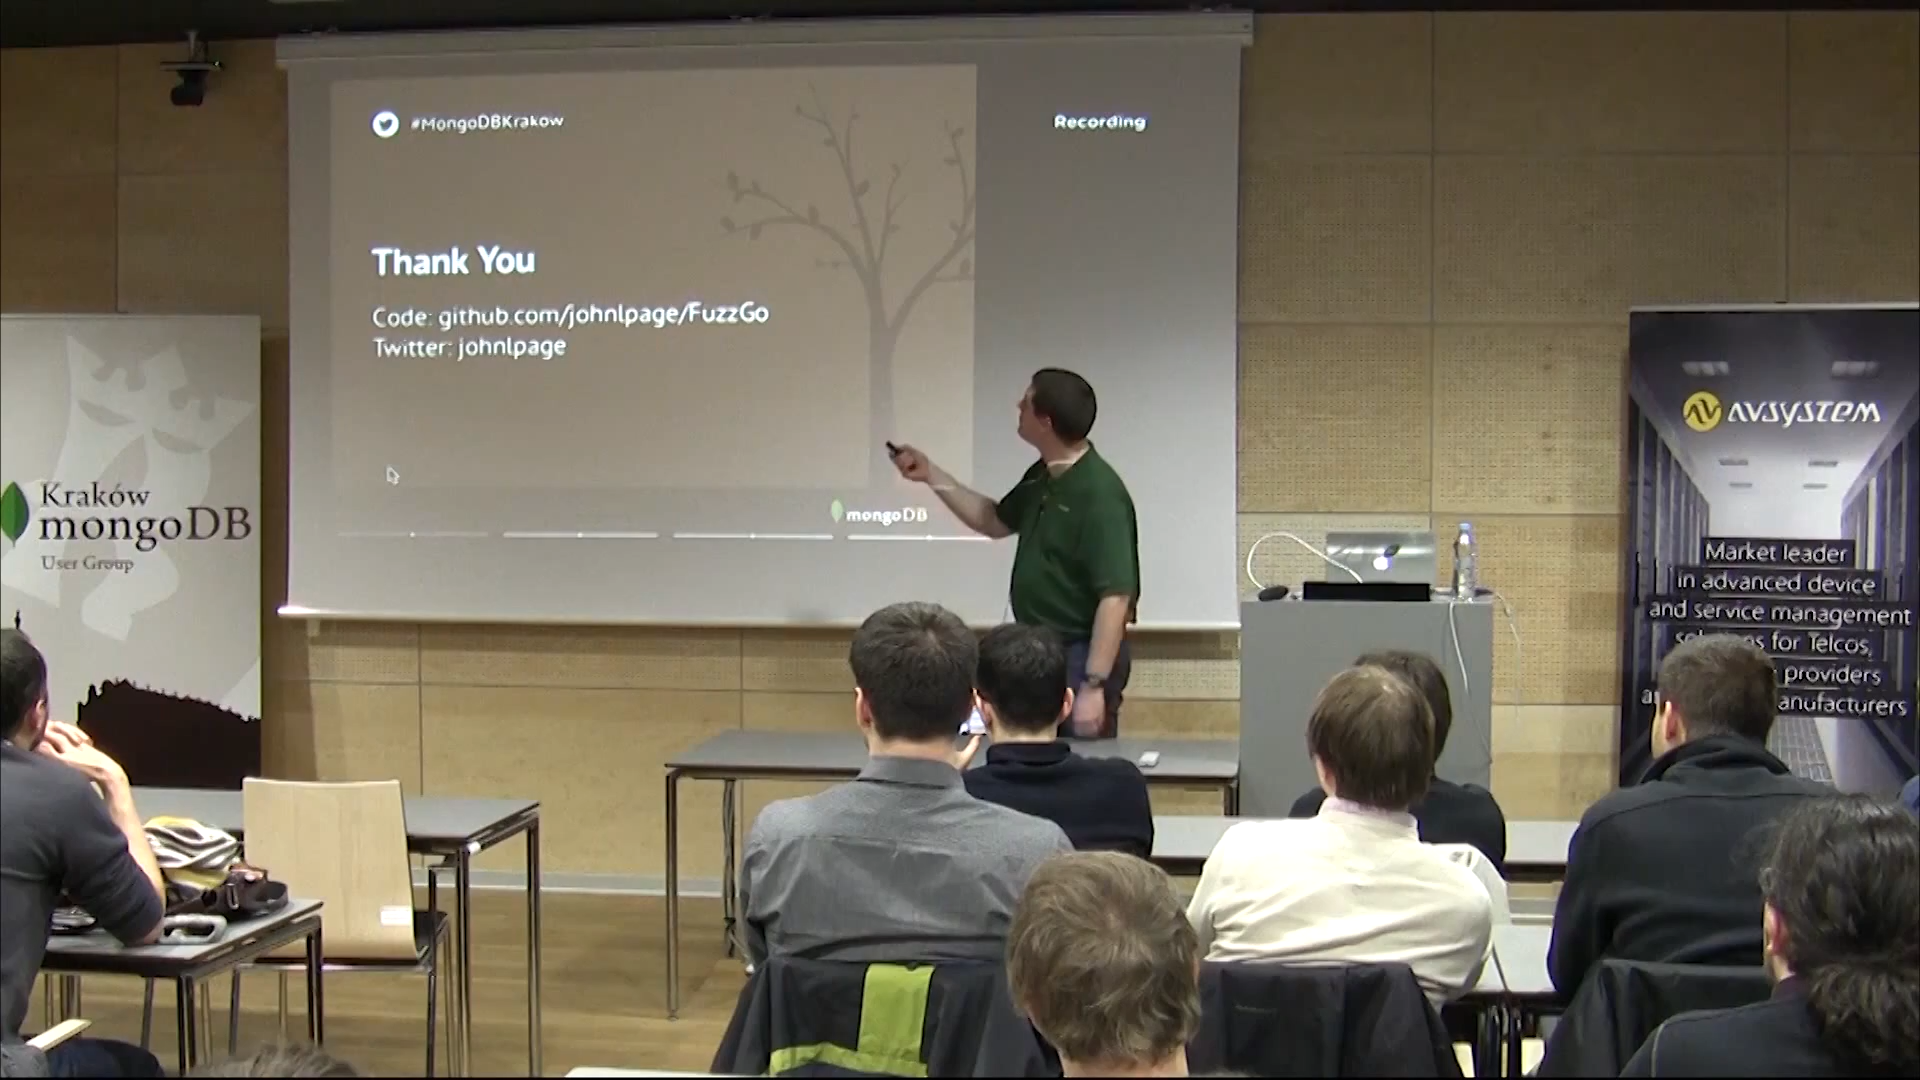 #MongoDBKrakow
Recording
Thank You
Code: github.com/johnlpage/FuzzGo
Twitter: johnlpage
mongoDB
Kraków
mongoDB
User Group
AVSYSTEM
Market leader
in advanced device
and service management
for Telcos,
providers